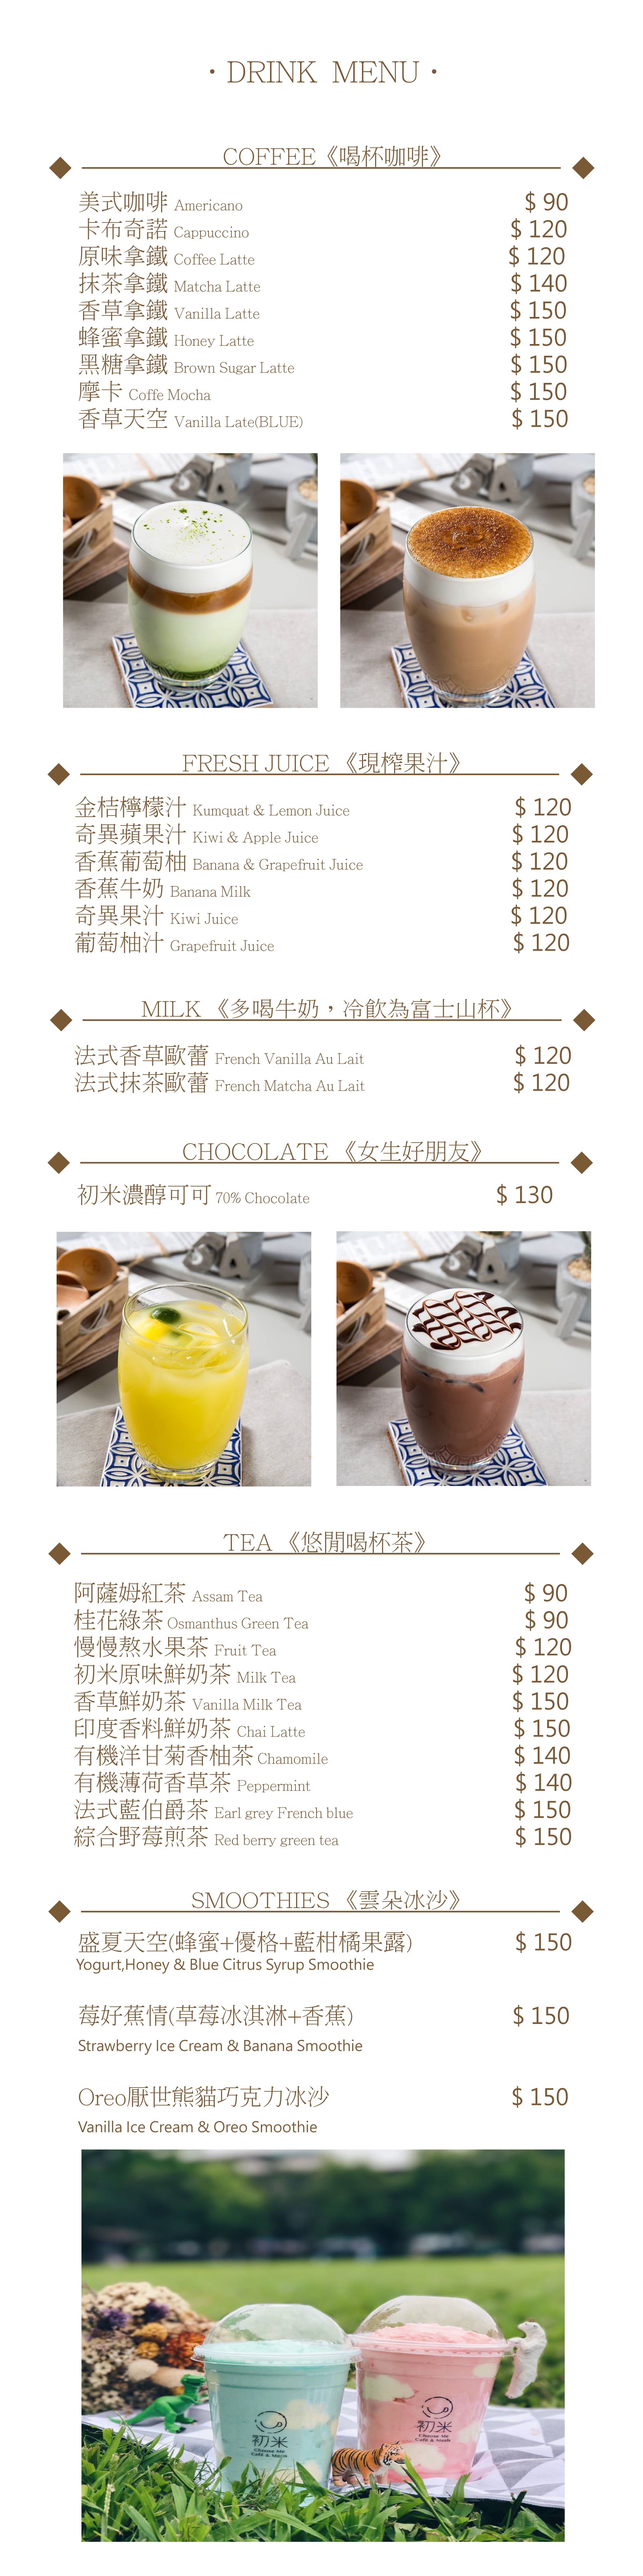 · DRINK MENU ·
COFFEE《喝杯咖啡》
美式咖啡 Americano $ 90
卡布奇諾 Cappuccino $ 120
原味拿鐵 Coffee Latte $ 120
抹茶拿鐵 Matcha Latte $ 140
香草拿鐵 Vanilla Latte $ 150
蜂蜜拿鐵 Honey Latte $ 150
黑糖拿鐵 Brown Sugar Latte $ 150
摩卡 Coffe Mocha $ 150
香草天空 Vanilla Late(BLUE) $ 150
FRESH JUICE 《現榨果汁》
金桔檸檬汁 Kumquat & Lemon Juice $ 120
奇異蘋果汁 Kiwi & Apple Juice $ 120
香蕉葡萄柚 Banana & Grapefruit Juice $ 120
香蕉牛奶 Banana Milk $ 120
奇異果汁 Kiwi Juice $ 120
葡萄柚汁 Grapefruit Juice $ 120
MILK 《多喝牛奶，冷飲為富士山杯》
法式香草歐蕾 French Vanilla Au Lait $ 120
法式抹茶歐蕾 French Matcha Au Lait $ 120
CHOCOLATE 《女生好朋友》
初米濃醇可可 70% Chocolate $ 130
TEA 《悠閒喝杯茶》
阿薩姆紅茶 Assam Tea $ 90
桂花綠茶 Osmanthus Green Tea $ 90
慢慢熬水果茶 Fruit Tea $ 120
初米原味鮮奶茶 Milk Tea $ 120
香草鮮奶茶 Vanilla Milk Tea $ 150
印度香料鮮奶茶 Chai Latte $ 150
有機洋甘菊香柚茶 Chamomile $ 140
有機薄荷香草茶 Peppermint $ 140
法式藍伯爵茶 Earl grey French blue $ 150
綜合野莓煎茶 Red berry green tea $ 150
SMOOTHIES 《雲朵冰沙》
盛夏天空(蜂蜜+優格+藍柑橘果露) $ 150
Yogurt,Honey & Blue Citrus Syrup Smoothie
莓好蕉情(草莓冰淇淋+香蕉) $ 150
Strawberry Ice Cream & Banana Smoothie
Oreo厭世熊貓巧克力冰沙 $ 150
Vanilla Ice Cream & Oreo Smoothie
初米
Choose Me
Café & Meals
初米
Choose Me
Café & Meals